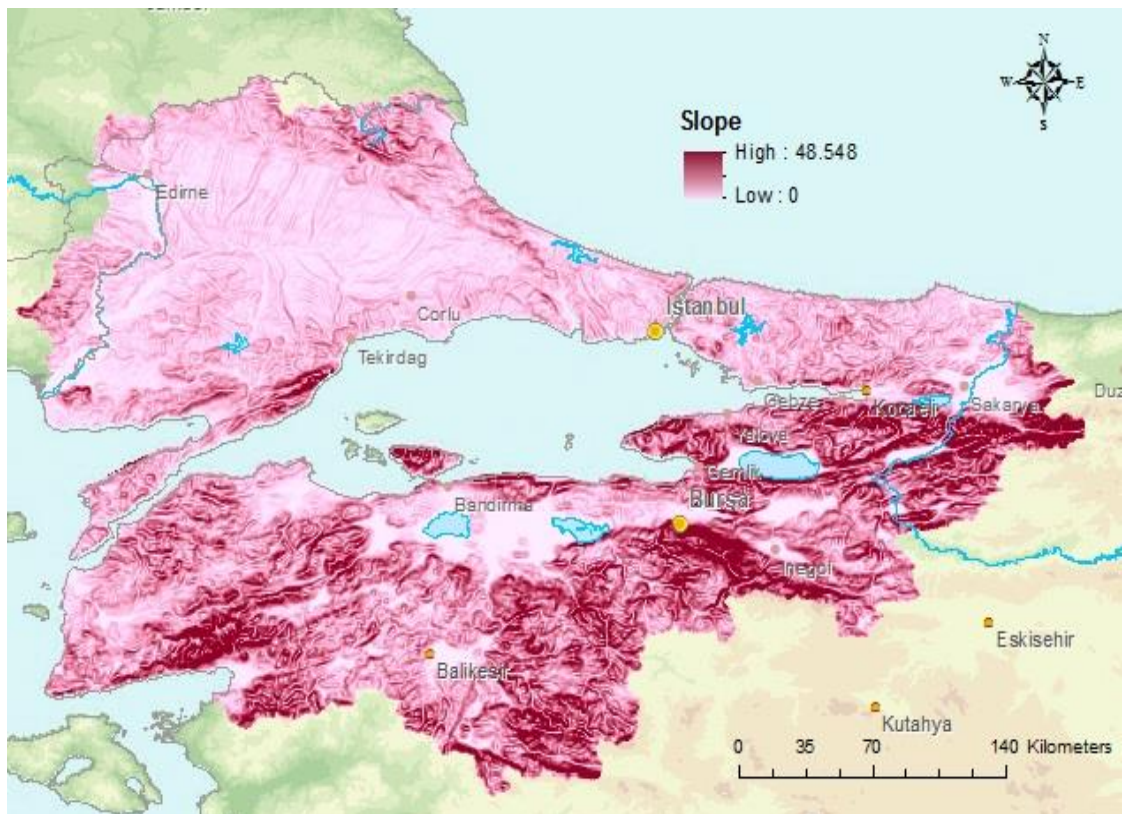 N
W E
S
Slope
High : 48.548
Low : 0
Edirne
Istanbul
Corlu
Tekirdag
Gebze
Kocaeli
Sakarya
Duz
Yalova
Gemlik
Bursa
Bandirma
Inegol
Eskisehir
Balikesir
Kutahya
0 35 70 140 Kilometers